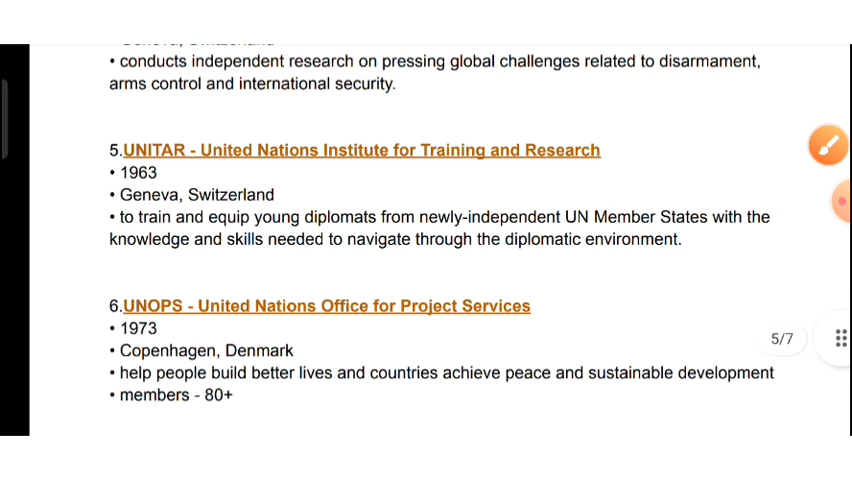 • conducts independent research on pressing global challenges related to disarmament,
arms control and international security.
5.UNITAR - United Nations Institute for Training and Research
• 1963
• Geneva, Switzerland
• to train and equip young diplomats from newly-independent UN Member States with the
knowledge and skills needed to navigate through the diplomatic environment.
6.UNOPS - United Nations Office for Project Services
• 1973
5/7
• Copenhagen, Denmark
• help people build better lives and countries achieve peace and sustainable development
• members - 80+